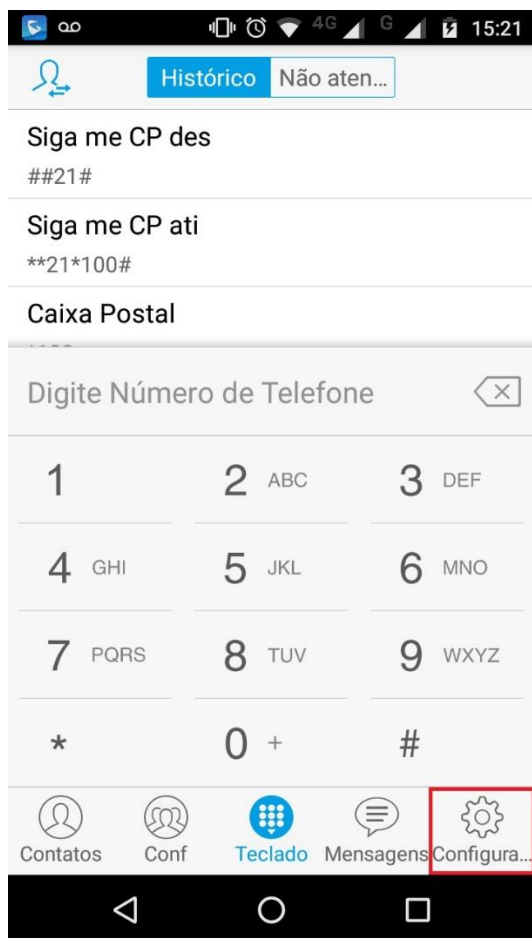 4G G 15:21
Histórico Não aten...
Siga me CP des
##21#
Siga me CP ati
**21*100#
Caixa Postal
Digite Número de Telefone
1 2 ABC 3 DEF
4 GHI 5 JKL 6 MNO
7 PQRS 8 TUV 9 WXYZ
* 0 + #
Contatos Conf Teclado Mensagens Configura...